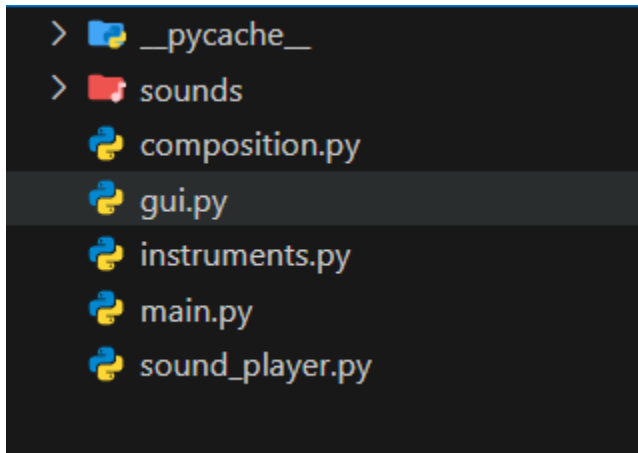 __pycache__
sounds
composition.py
gui.py
instruments.py
main.py
sound_player.py